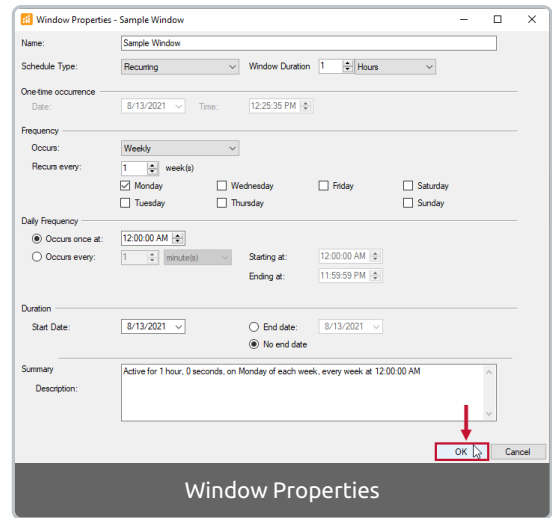 Window Properties - Sample Window
Name: Sample Window
Schedule Type: Recurring Window Duration 1 Hours
One-time occurrence
Date: 8/13/2021 Time: 12:25:35 PM
Frequency
Occurs: Weekly
Recurs every: 1 week(s)
Monday Wednesday Friday Saturday
Tuesday Thursday Sunday
Daily Frequency
Occurs once at: 12:00:00 AM
Occurs every: 1 minute(s) Starting at: 12:00:00 AM
Ending at: 11:59:59 PM
Duration
Start Date: 8/13/2021 End date: 8/13/2021
No end date
Summary
Description: Active for 1 hour, 0 seconds, on Monday of each week, every week at 12:00:00 AM
OK Cancel
Window Properties